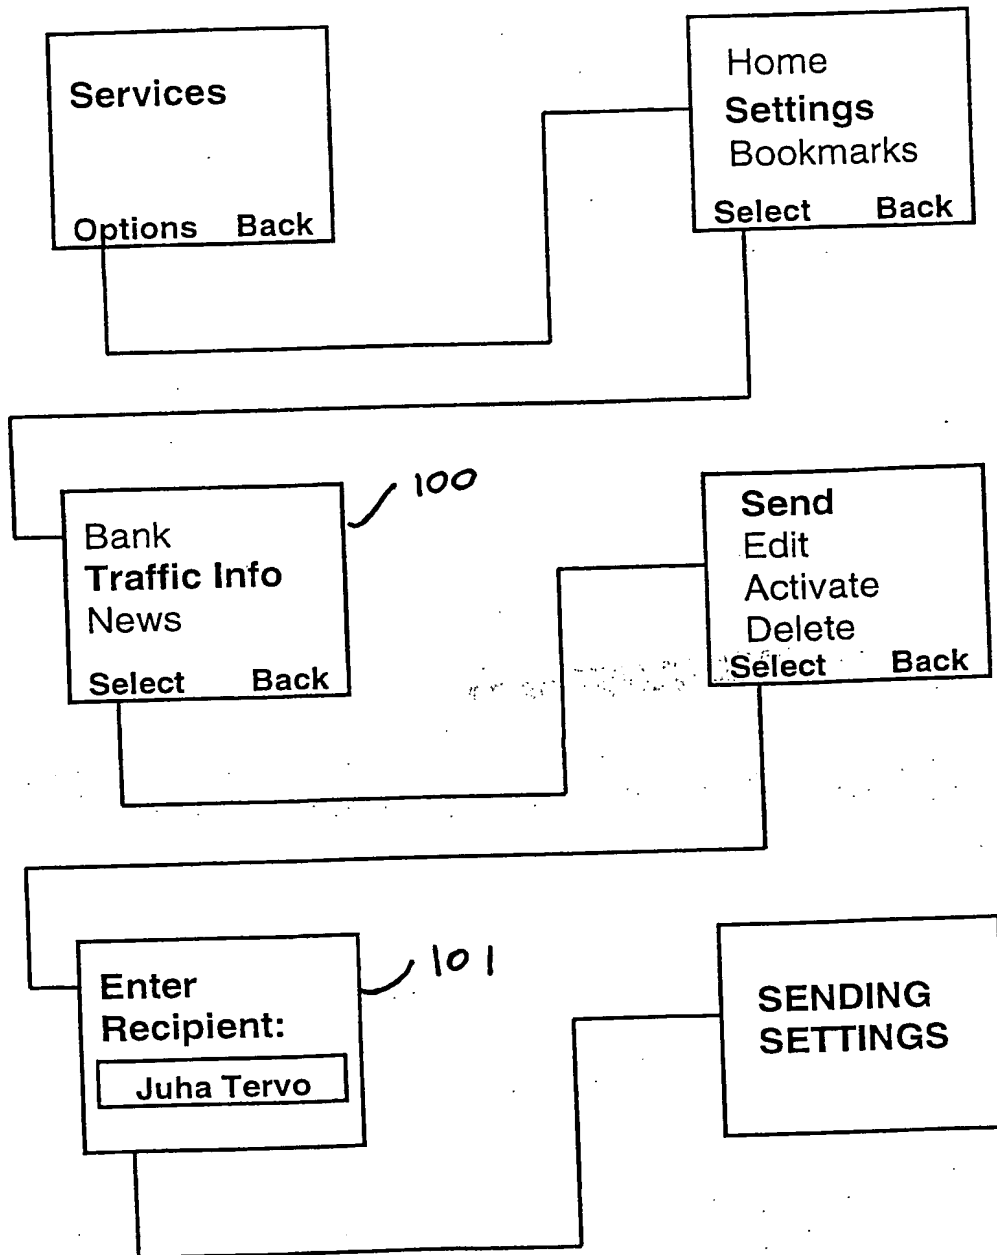 Services
Options Back
Home
Settings
Bookmarks
Select Back
100
Bank
Traffic Info
News
Select Back
Send
Edit
Activate
Delete
Select Back
101
Enter
Recipient:
Juha Tervo
SENDING
SETTINGS